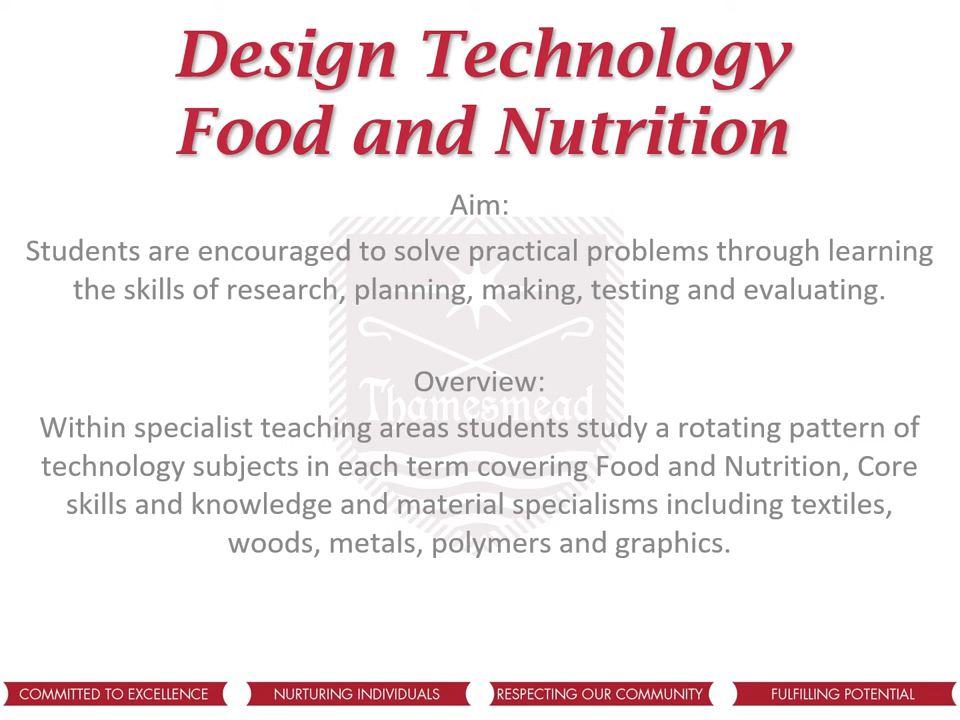 Design Technology
Food and Nutrition
Aim:
Students are encouraged to solve practical problems through learning
the skills of research, planning, making, testing and evaluating.
Overview:
Thamesmead
Within specialist teaching areas students study a rotating pattern of
technology subjects in each term covering Food and Nutrition, Core
skills and knowledge and material specialisms including textiles,
woods, metals, polymers and graphics.
COMMITTED TO EXCELLENCE
NURTURING INDIVIDUALS
RESPECTING OUR COMMUNITY
FULFILLING POTENTIAL